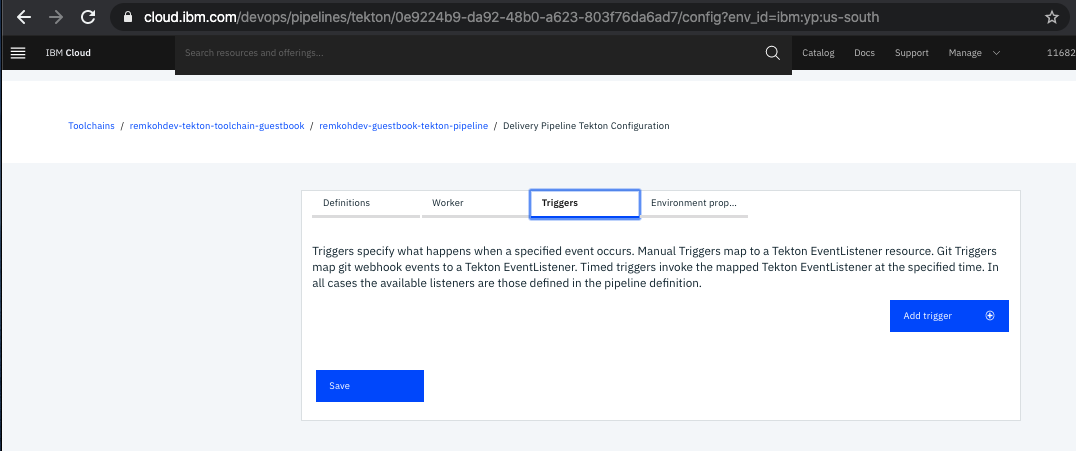 cloud.ibm.com/devops/pipelines/tekton/0e9224b9-da92-48b0-a623-803f76da6ad7/config?env_id=ibm:yp:us-south
IBM Cloud Search resources and offerings... Catalog Docs Support Manage 11682
Toolchains / remkohdev-tekton-toolchain-guestbook / remkohdev-guestbook-tekton-pipeline / Delivery Pipeline Tekton Configuration
Definitions Worker Triggers Environment prop...
Triggers specify what happens when a specified event occurs. Manual Triggers map to a Tekton EventListener resource. Git Triggers
map git webhook events to a Tekton EventListener. Timed triggers invoke the mapped Tekton EventListener at the specified time. In
all cases the available listeners are those defined in the pipeline definition.
Add trigger
Save